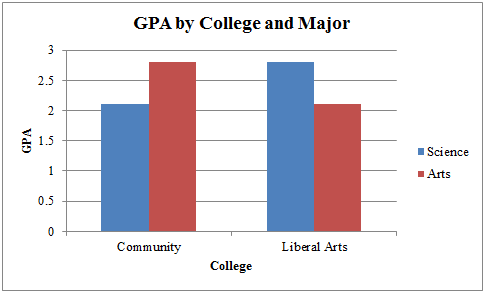 GPA by College and Major
3
2.5
2
1.5
1
0.5
0
GPA
Community
Liberal Arts
College
Science
Arts